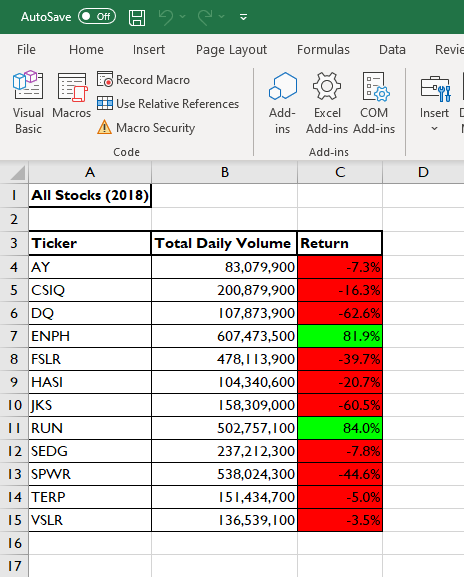 AutoSave Off
File Home Insert Page Layout Formulas Data Revie
Visual Basic
Macros
Record Macro
Use Relative References
Macro Security
Code
Add-ins
Excel Add-ins
COM Add-ins
Add-ins
Insert
A B C D
1 All Stocks (2018)
2
3 Ticker Total Daily Volume Return
4 AY 83,079,900 -7.3%
5 CSIQ 200,879,900 -16.3%
6 DQ 107,873,900 -62.6%
7 ENPH 607,473,500 81.9%
8 FSLR 478,113,900 -39.7%
9 HASI 104,340,600 -20.7%
10 JKS 158,309,000 -60.5%
11 RUN 502,757,100 84.0%
12 SEDG 237,212,300 -7.8%
13 SPWR 538,024,300 -44.6%
14 TERP 151,434,700 -5.0%
15 VSLR 136,539,100 -3.5%
16
17